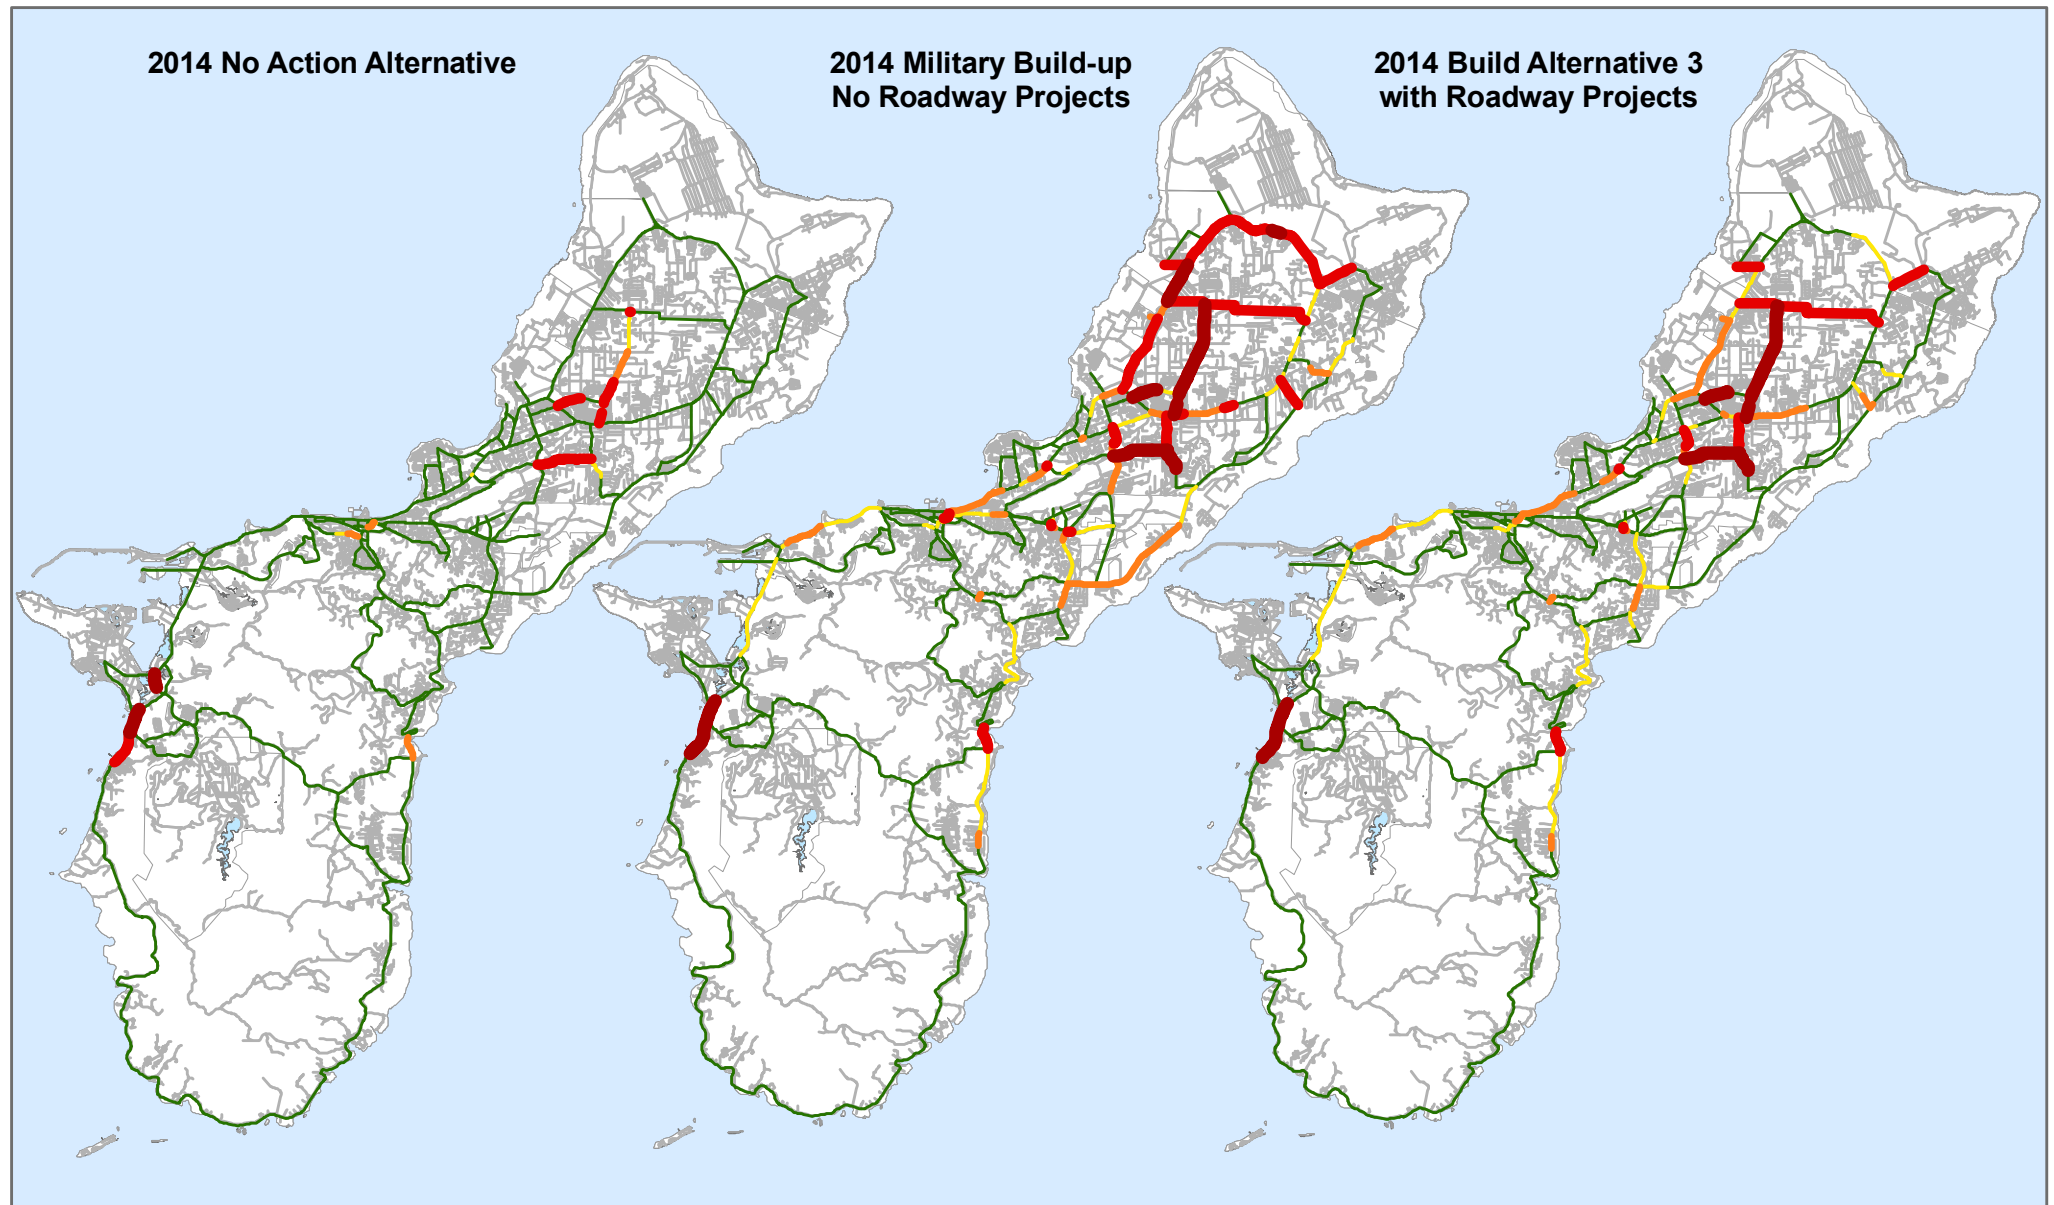 2014 No Action Alternative
2014 Military Build-up
No Roadway Projects
2014 Build Alternative 3
with Roadway Projects